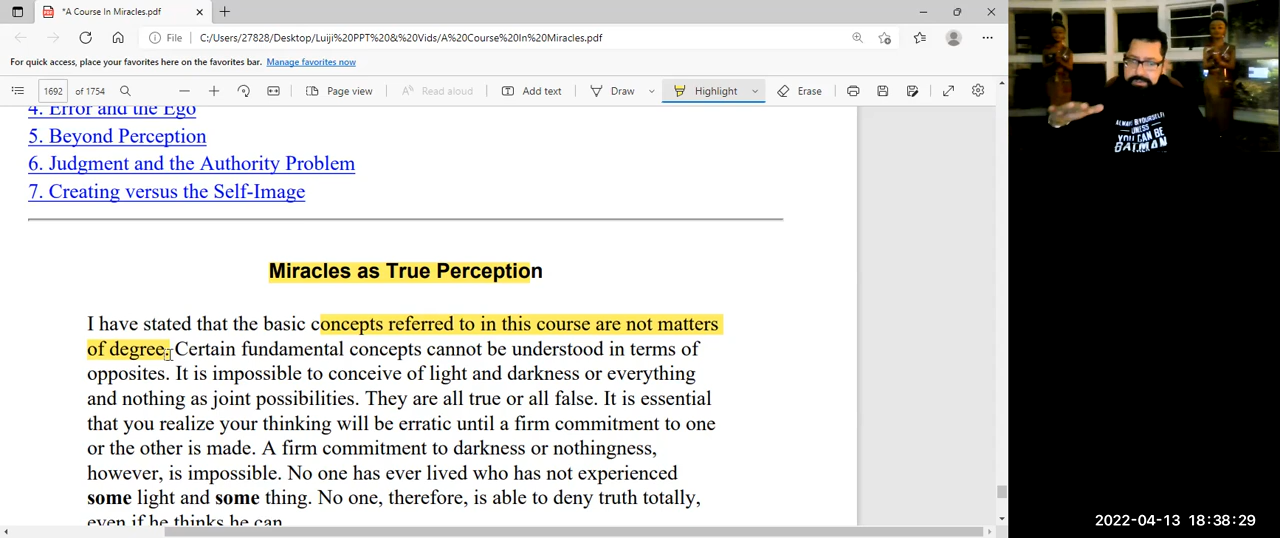 *A Course In Miracles.pdf
File C:/Users/27828/Desktop/Luiji%20PPT%20&%20Vids/A%20Course%20In%20Miracles.pdf
For quick access, place your favorites here on the favorites bar. Manage favorites now
1692 of 1754 Page view Read aloud Add text Draw Highlight Erase
4. Error and the Ego
5. Beyond Perception
6. Judgment and the Authority Problem
7. Creating versus the Self-Image
Miracles as True Perception
I have stated that the basic concepts referred to in this course are not matters
of degree. Certain fundamental concepts cannot be understood in terms of
opposites. It is impossible to conceive of light and darkness or everything
and nothing as joint possibilities. They are all true or all false. It is essential
that you realize your thinking will be erratic until a firm commitment to one
or the other is made. A firm commitment to darkness or nothingness,
however, is impossible. No one has ever lived who has not experienced
some light and some thing. No one, therefore, is able to deny truth totally,
even if he thinks he can.
ALWAYS BE YOURSELF
UNLESS
YOU CAN BE
BATMAN
2022-04-13 18:38:29